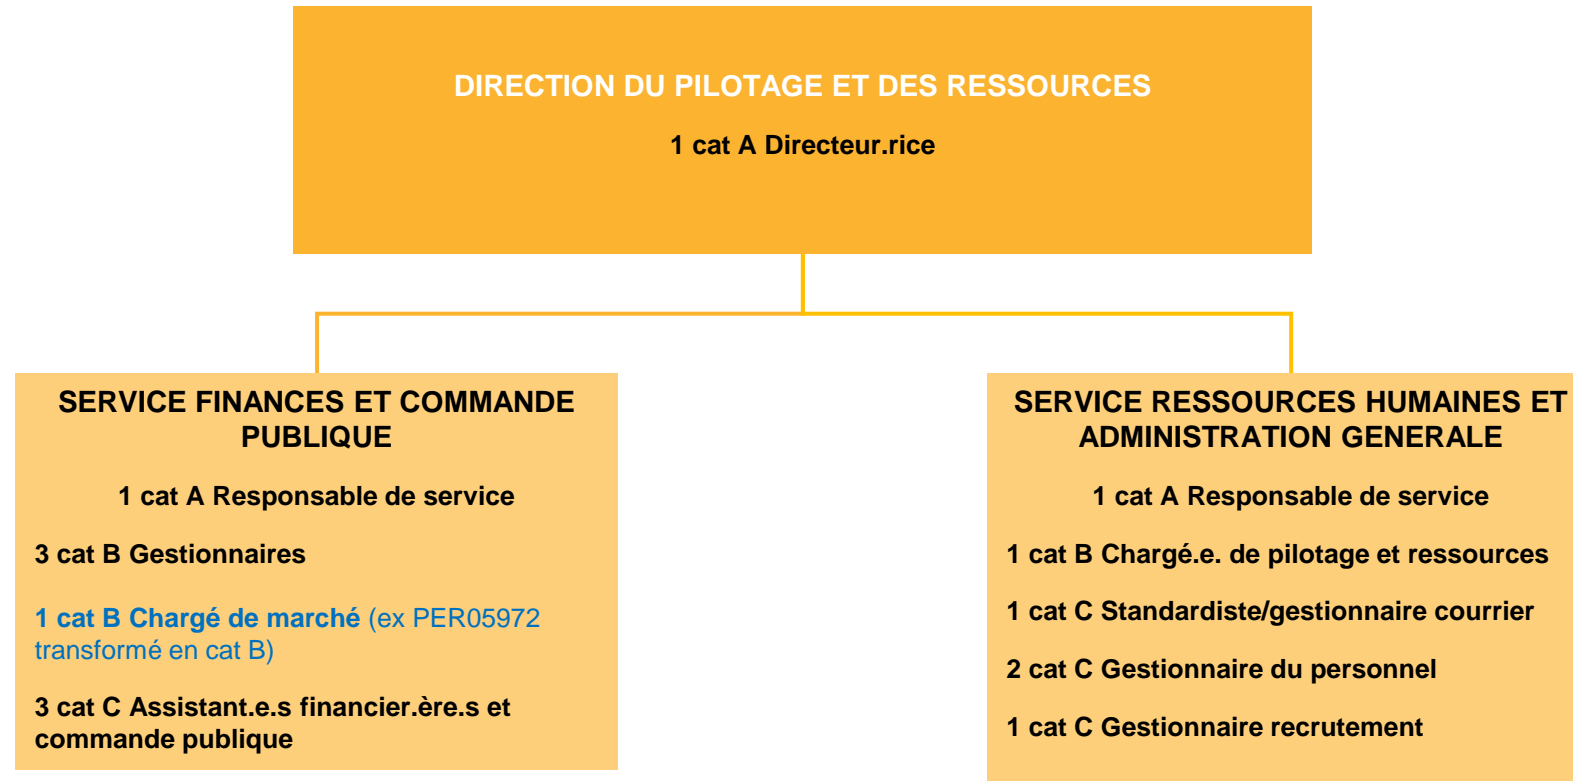 DIRECTION DU PILOTAGE ET DES RESSOURCES
1 cat A Directeur.rice
SERVICE FINANCES ET COMMANDE
PUBLIQUE
1 cat A Responsable de service
3 cat B Gestionnaires
1 cat B Chargé de marché (ex PER05972
transformé en cat B)
3 cat C Assistant.e.s financier.ère.s et
commande publique
SERVICE RESSOURCES HUMAINES ET
ADMINISTRATION GENERALE
1 cat A Responsable de service
1 cat B Chargé.e. de pilotage et ressources
1 cat C Standardiste/gestionnaire courrier
2 cat C Gestionnaire du personnel
1 cat C Gestionnaire recrutement